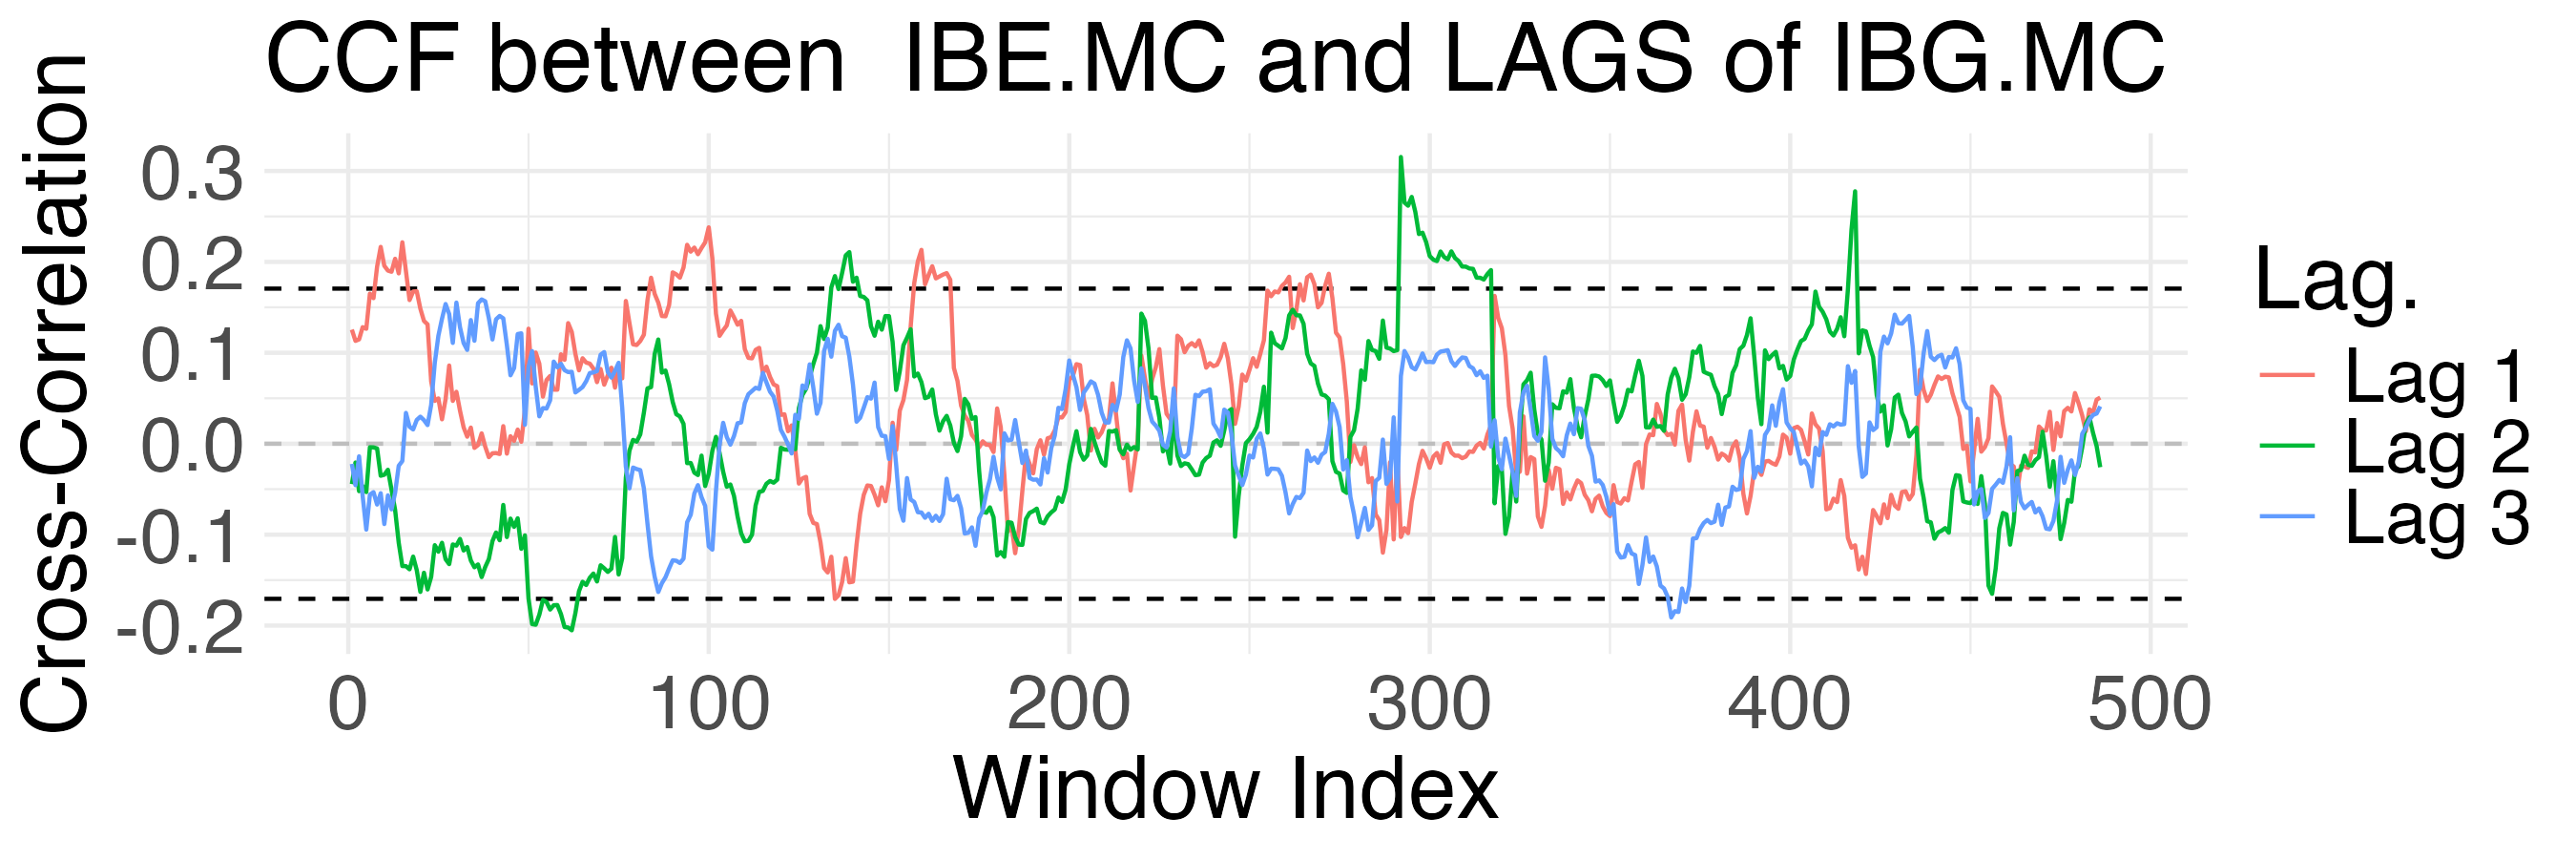 CCF between  IBE.MC and LAGS of IBG.MC
Cross-Correlation
0.3
0.2
0.1
0.0
-0.1
-0.2
0 100 200 300 400 500
Window Index
Lag.
Lag 1
Lag 2
Lag 3